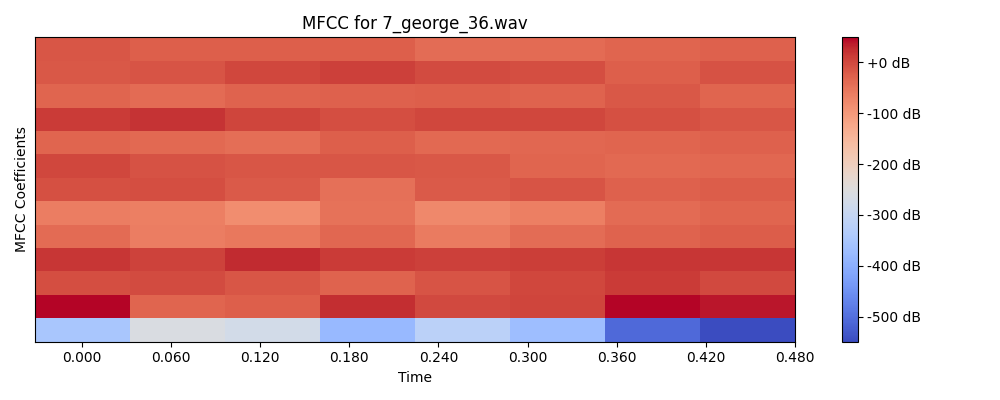 MFCC for 7_george_36.wav
MFCC Coefficients
+0 dB
-100 dB
-200 dB
-300 dB
-400 dB
-500 dB
0.000 0.060 0.120 0.180 0.240 0.300 0.360 0.420 0.480
Time